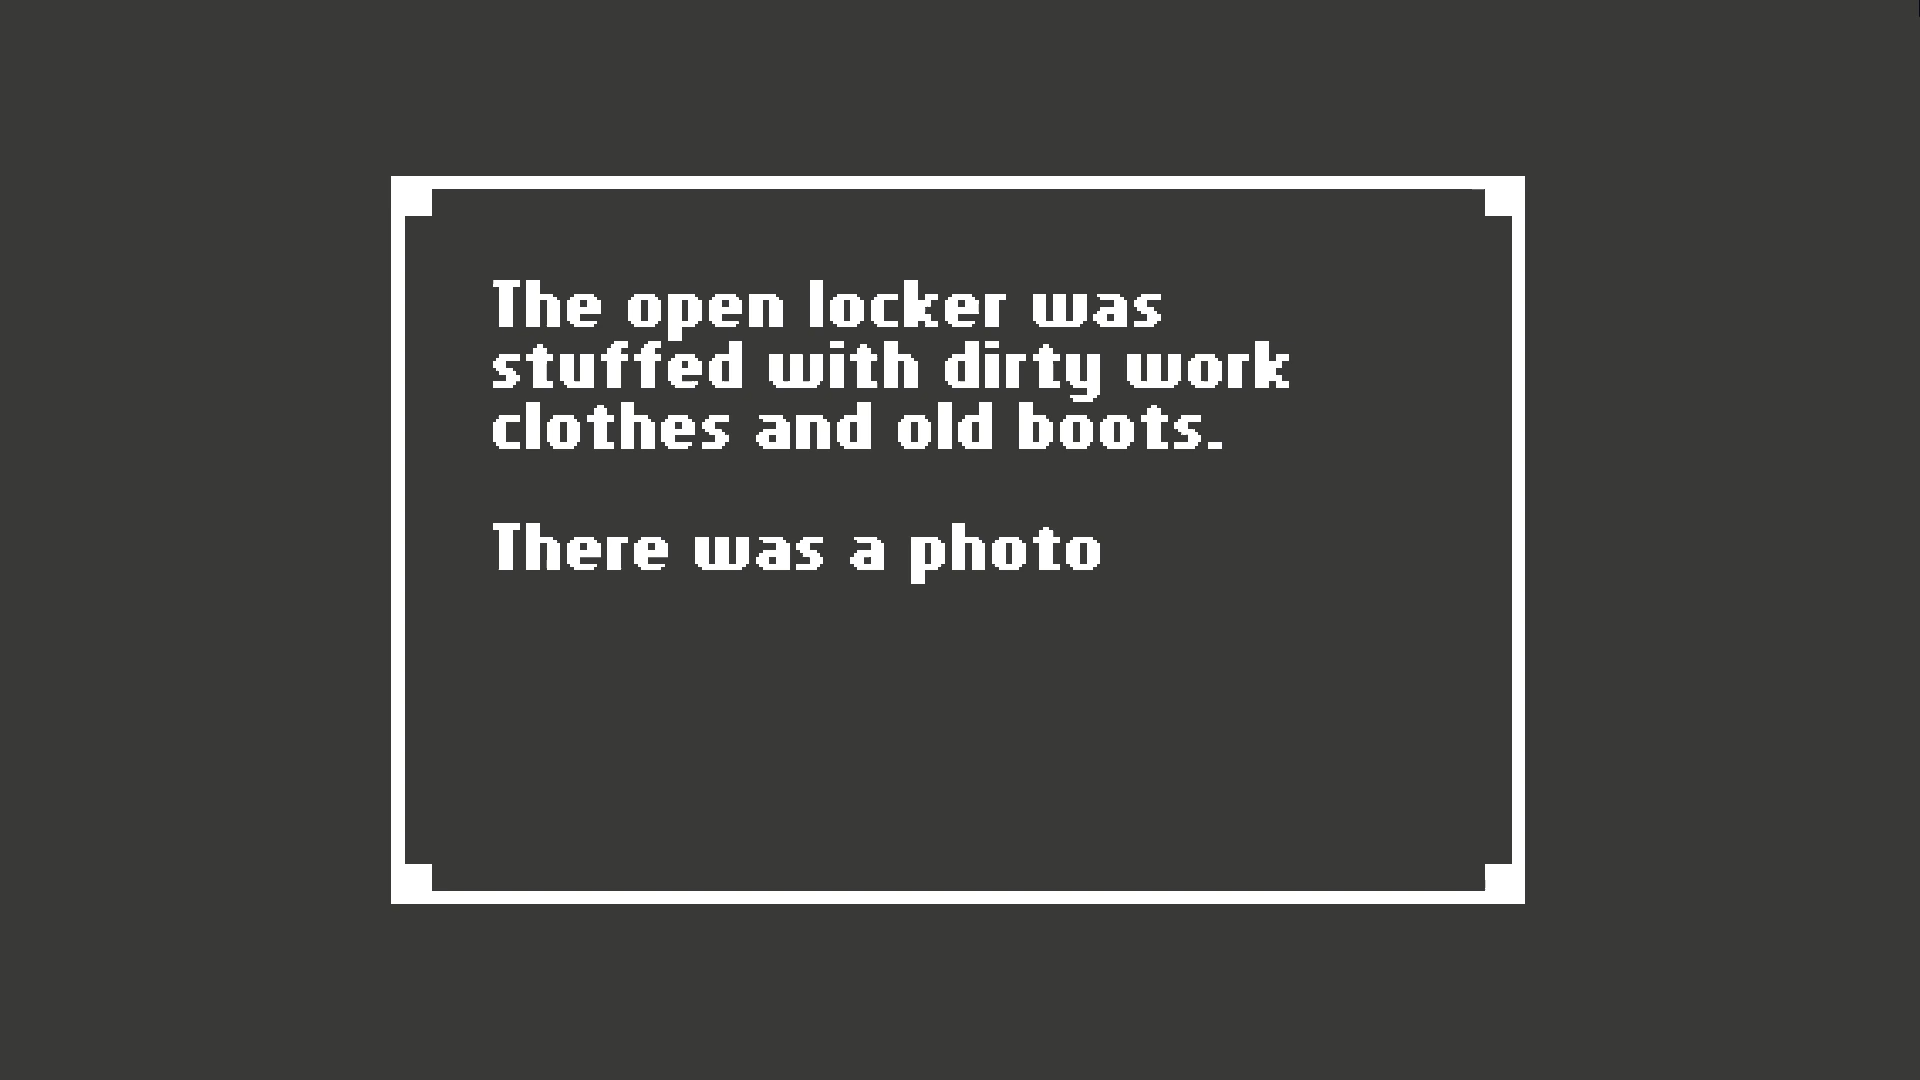 The open locker was
stuffed with dirty work
clothes and old boots.
There was a photo